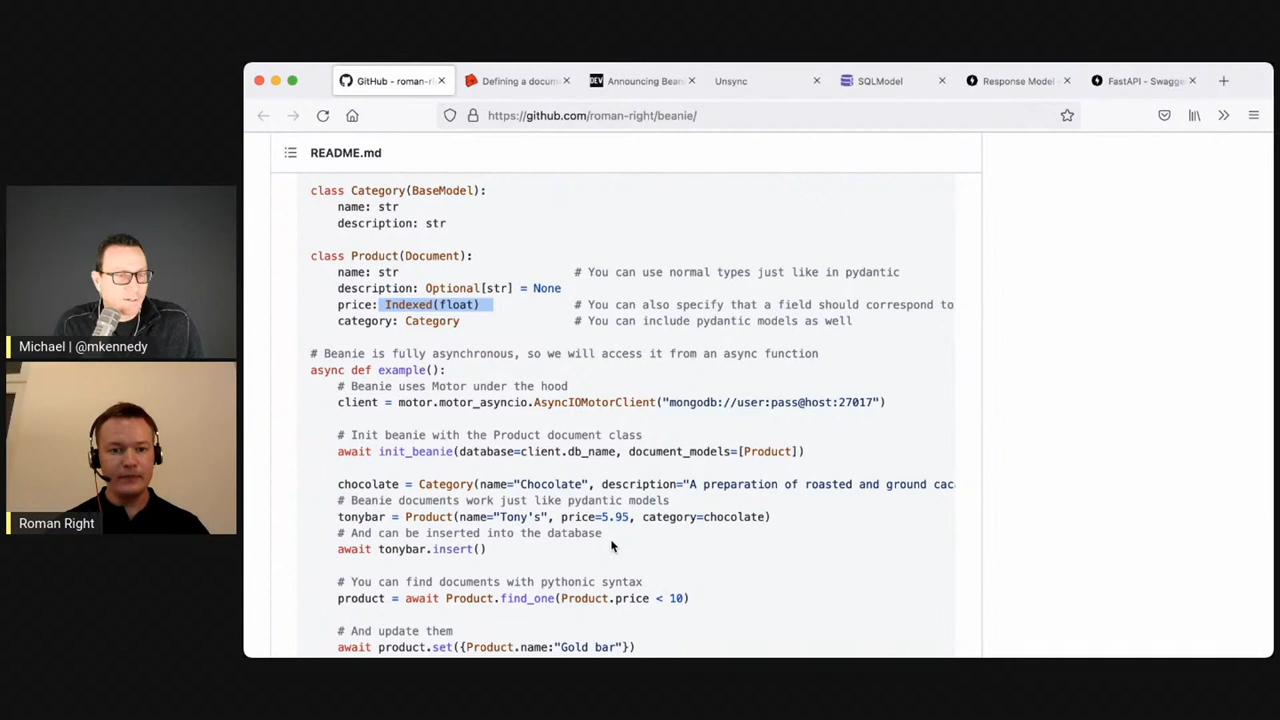 GitHub - roman-ri
Defining a docum
DEV
Announcing Bean
Unsync
SQLModel
Response Model -
FastAPI - Swagge
https://github.com/roman-right/beanie/
README.md
class Category(BaseModel):
name: str
description: str
class Product(Document):
name: str # You can use normal types just like in pydantic
description: Optional[str] = None
price: Indexed(float) # You can also specify that a field should correspond to
category: Category # You can include pydantic models as well
# Beanie is fully asynchronous, so we will access it from an async function
async def example():
# Beanie uses Motor under the hood
client = motor.motor_asyncio.AsyncIOMotorClient("mongodb://user:pass@host:27017")
# Init beanie with the Product document class
await init_beanie(database=client.db_name, document_models=[Product])
chocolate = Category(name="Chocolate", description="A preparation of roasted and ground caca
# Beanie documents work just like pydantic models
tonybar = Product(name="Tony's", price=5.95, category=chocolate)
# And can be inserted into the database
await tonybar.insert()
# You can find documents with pythonic syntax
product = await Product.find_one(Product.price < 10)
# And update them
await product.set({Product.name:"Gold bar"})
Michael | @mkennedy
Roman Right